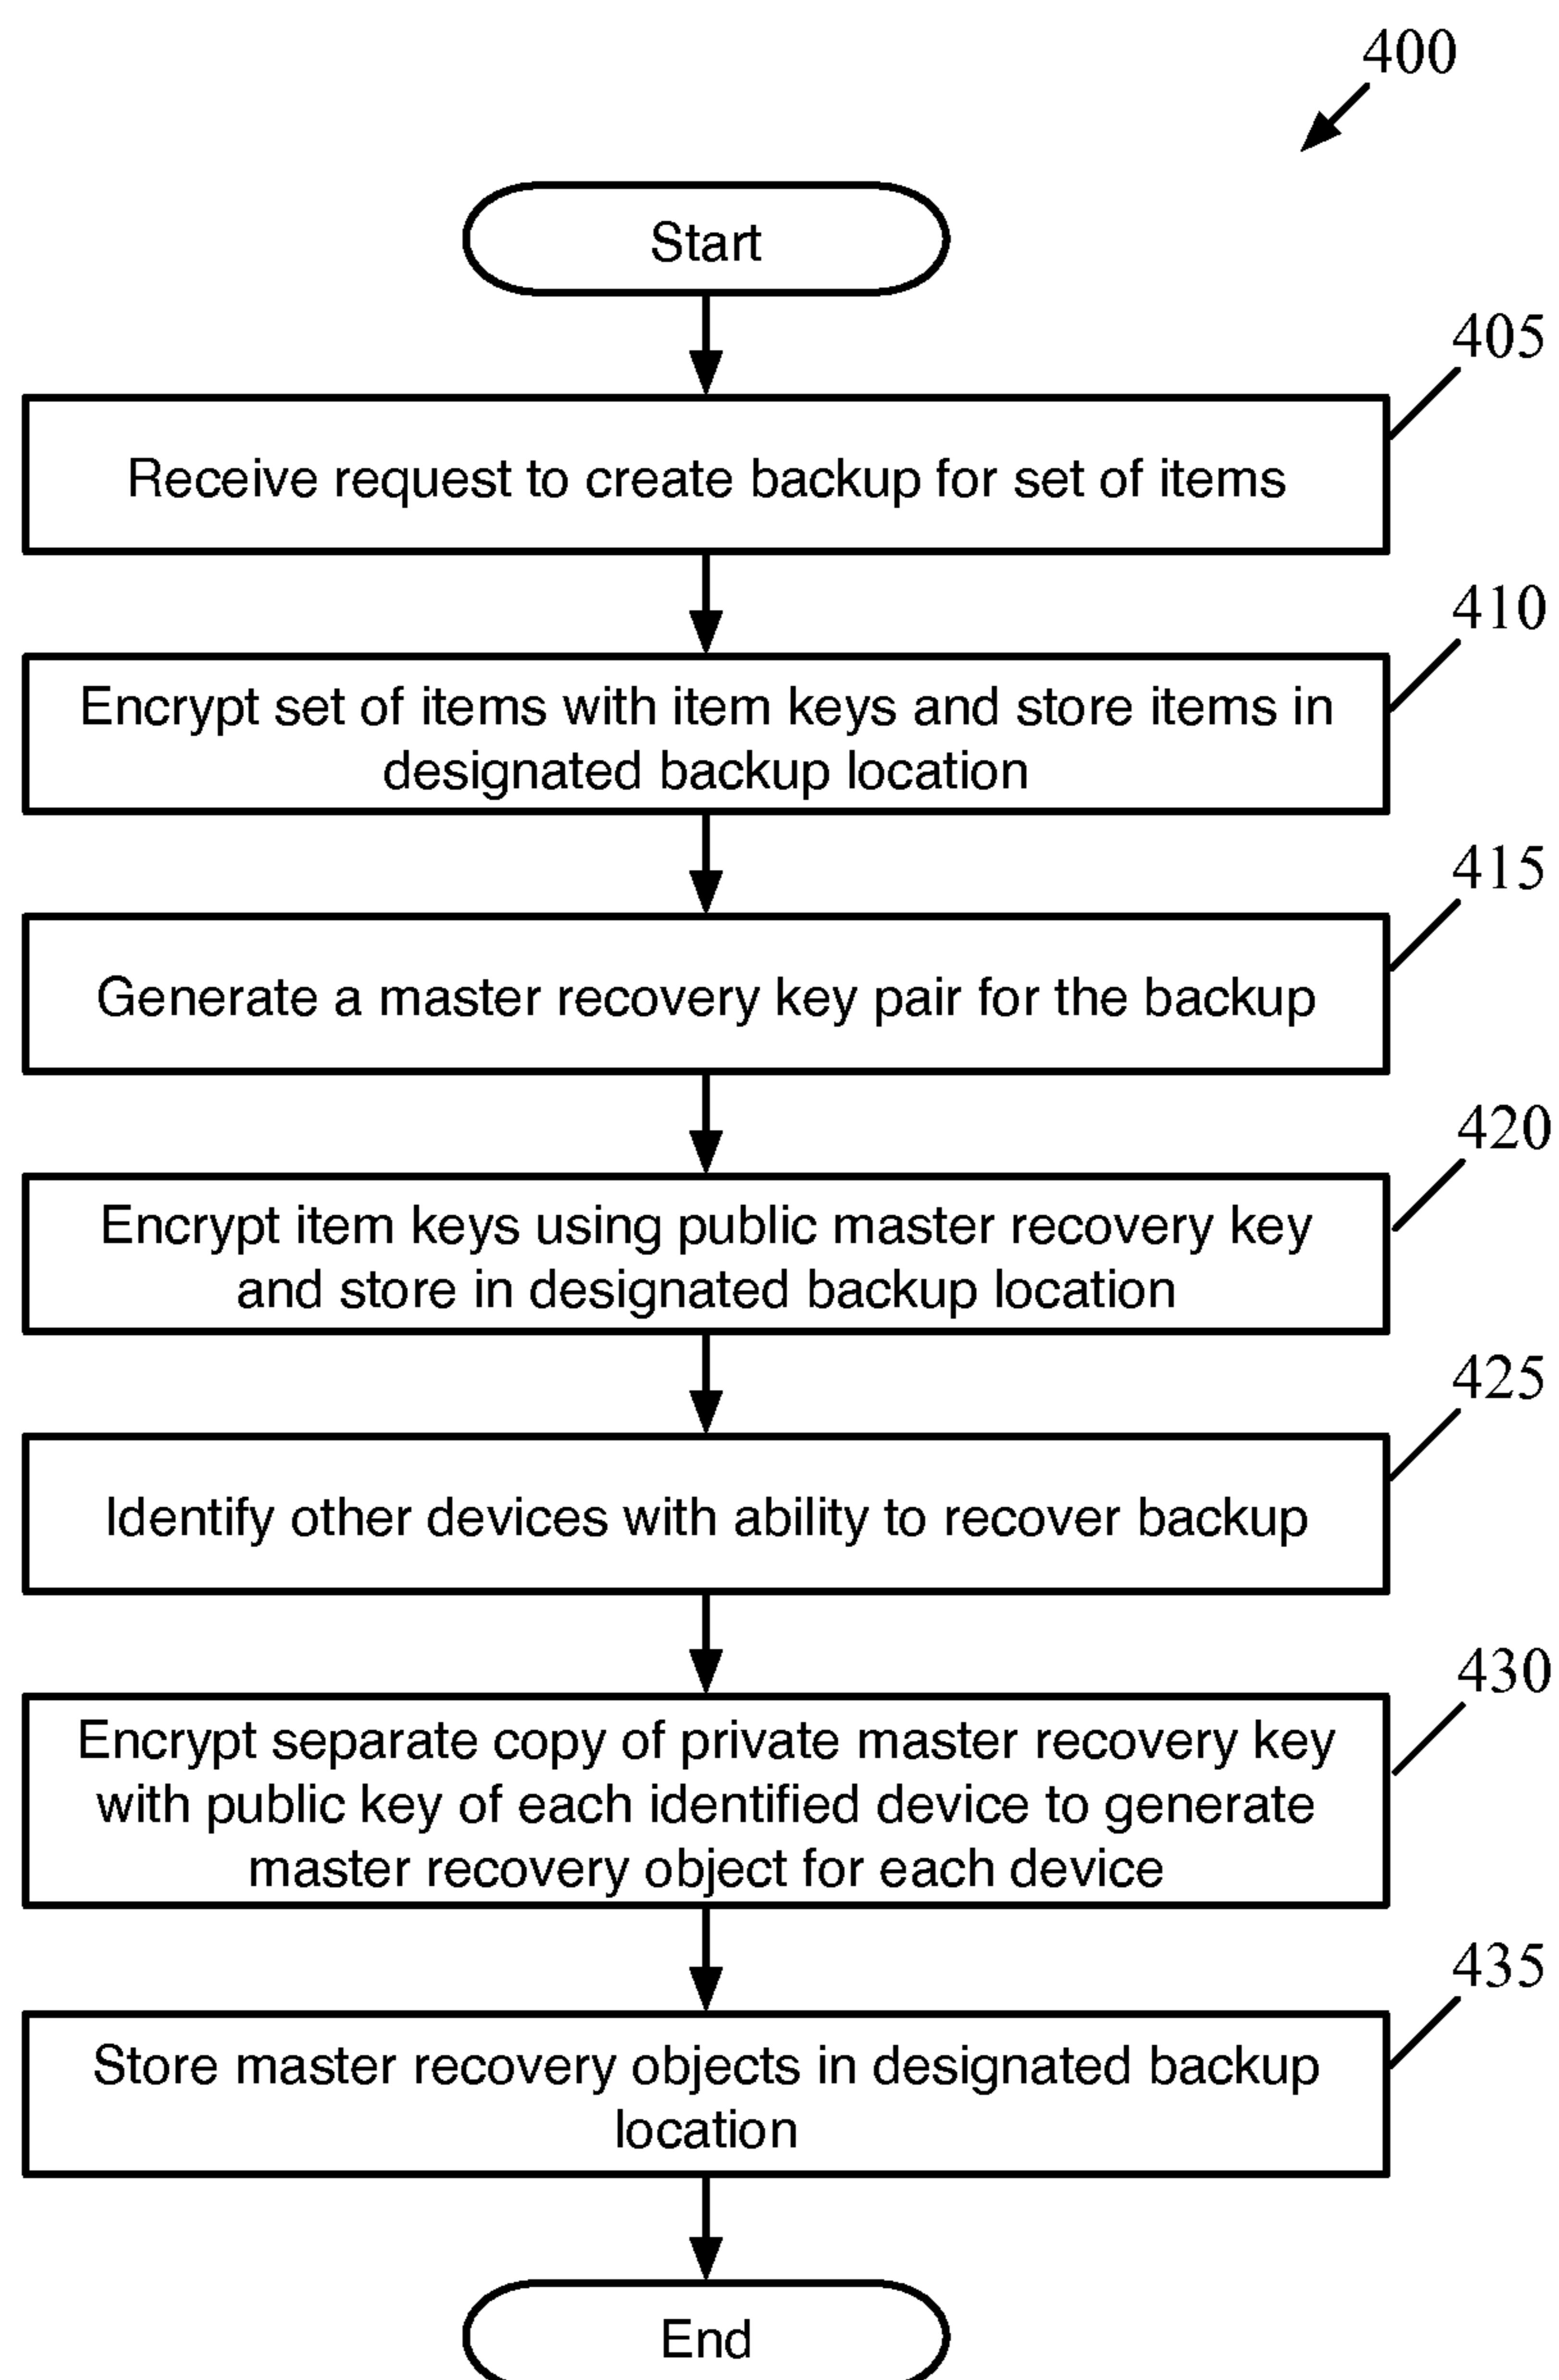 400
Start
405
Receive request to create backup for set of items
410
Encrypt set of items with item keys and store items in
designated backup location
415
Generate a master recovery key pair for the backup
420
Encrypt item keys using public master recovery key
and store in designated backup location
425
Identify other devices with ability to recover backup
430
Encrypt separate copy of private master recovery key
with public key of each identified device to generate
master recovery object for each device
435
Store master recovery objects in designated backup
location
End